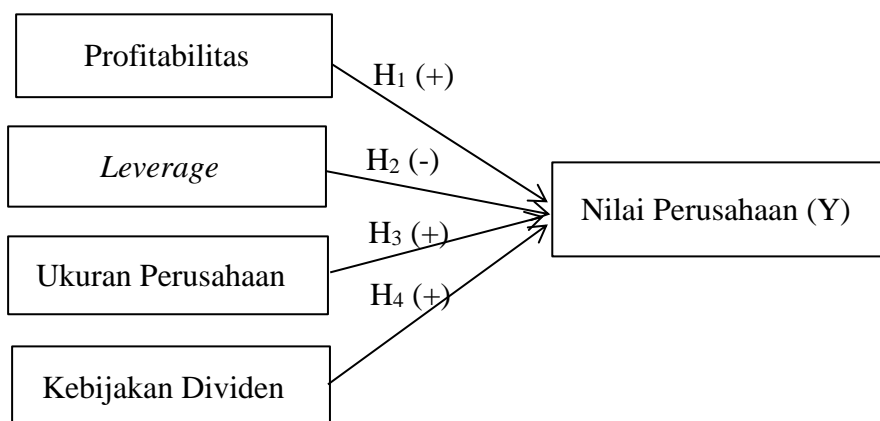 Profitabilitas
H₁ (+)
Leverage
H₂ (-)
Nilai Perusahaan (Y)
H₃ (+)
Ukuran Perusahaan
H₄ (+)
Kebijakan Dividen